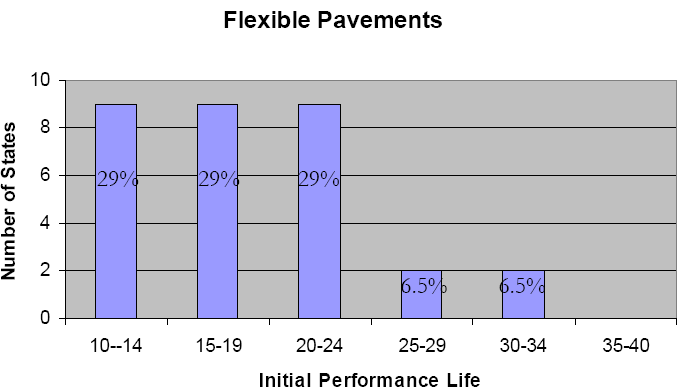 Flexible Pavements
Number of States
10
8
6
4
2
0
29% 29% 29%
6.5% 6.5%
10--14 15-19 20-24 25-29 30-34 35-40
Initial Performance Life